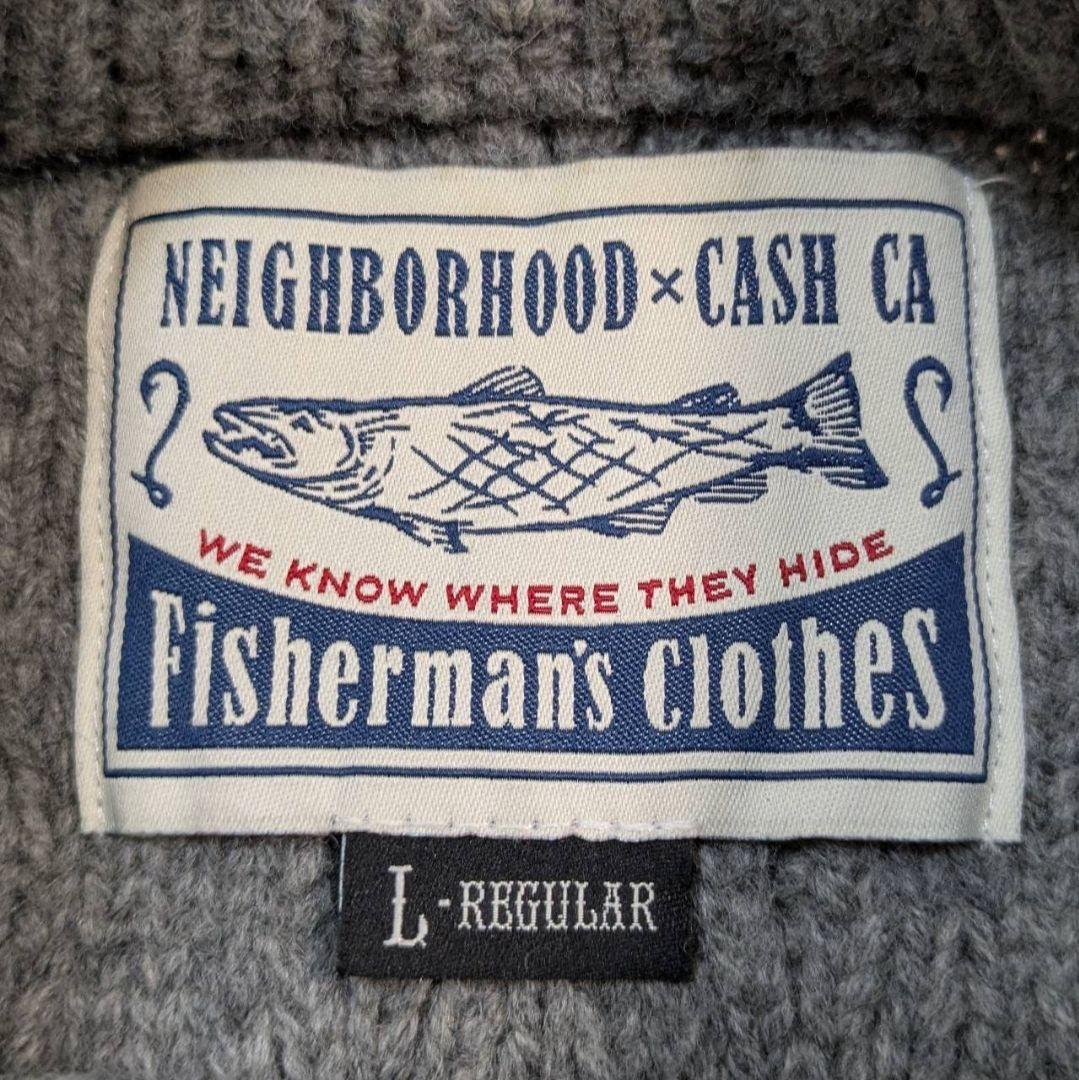 NEIGHBORHOOD × CASH CA
WE KNOW WHERE THEY HIDE
Fisherman's Clothes
L-REGULAR